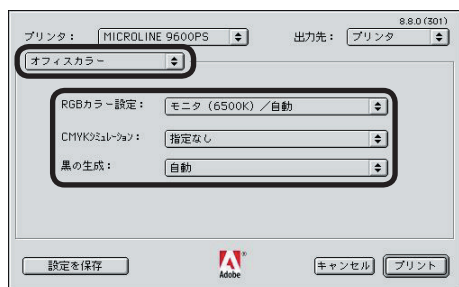 8.8.0 (301)
プリンタ： MICROLINE 9600PS 出力先： プリンタ
オフィスカラー
RGBカラー設定： モニタ（6500K）／自動
CMYKシミュレーション： 指定なし
黒の生成： 自動
設定を保存 Adobe キャンセル プリント